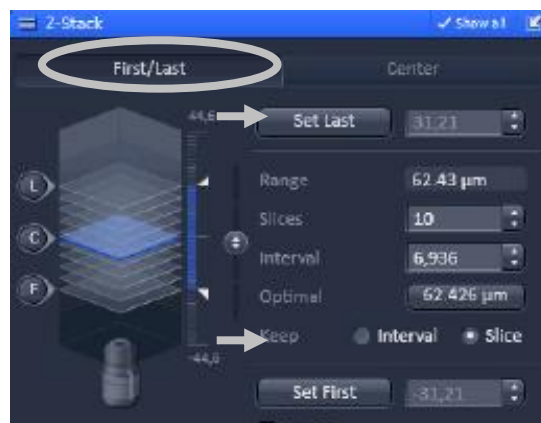 Z-Stack
Show all
First/Last
Center
44,6
Set Last
31,21
L
Range
62.43 µm
Slices
10
C
Interval
6,936
F
Optimal
62.426 µm
Keep
Interval
Slice
-44,6
Set First
-31,21